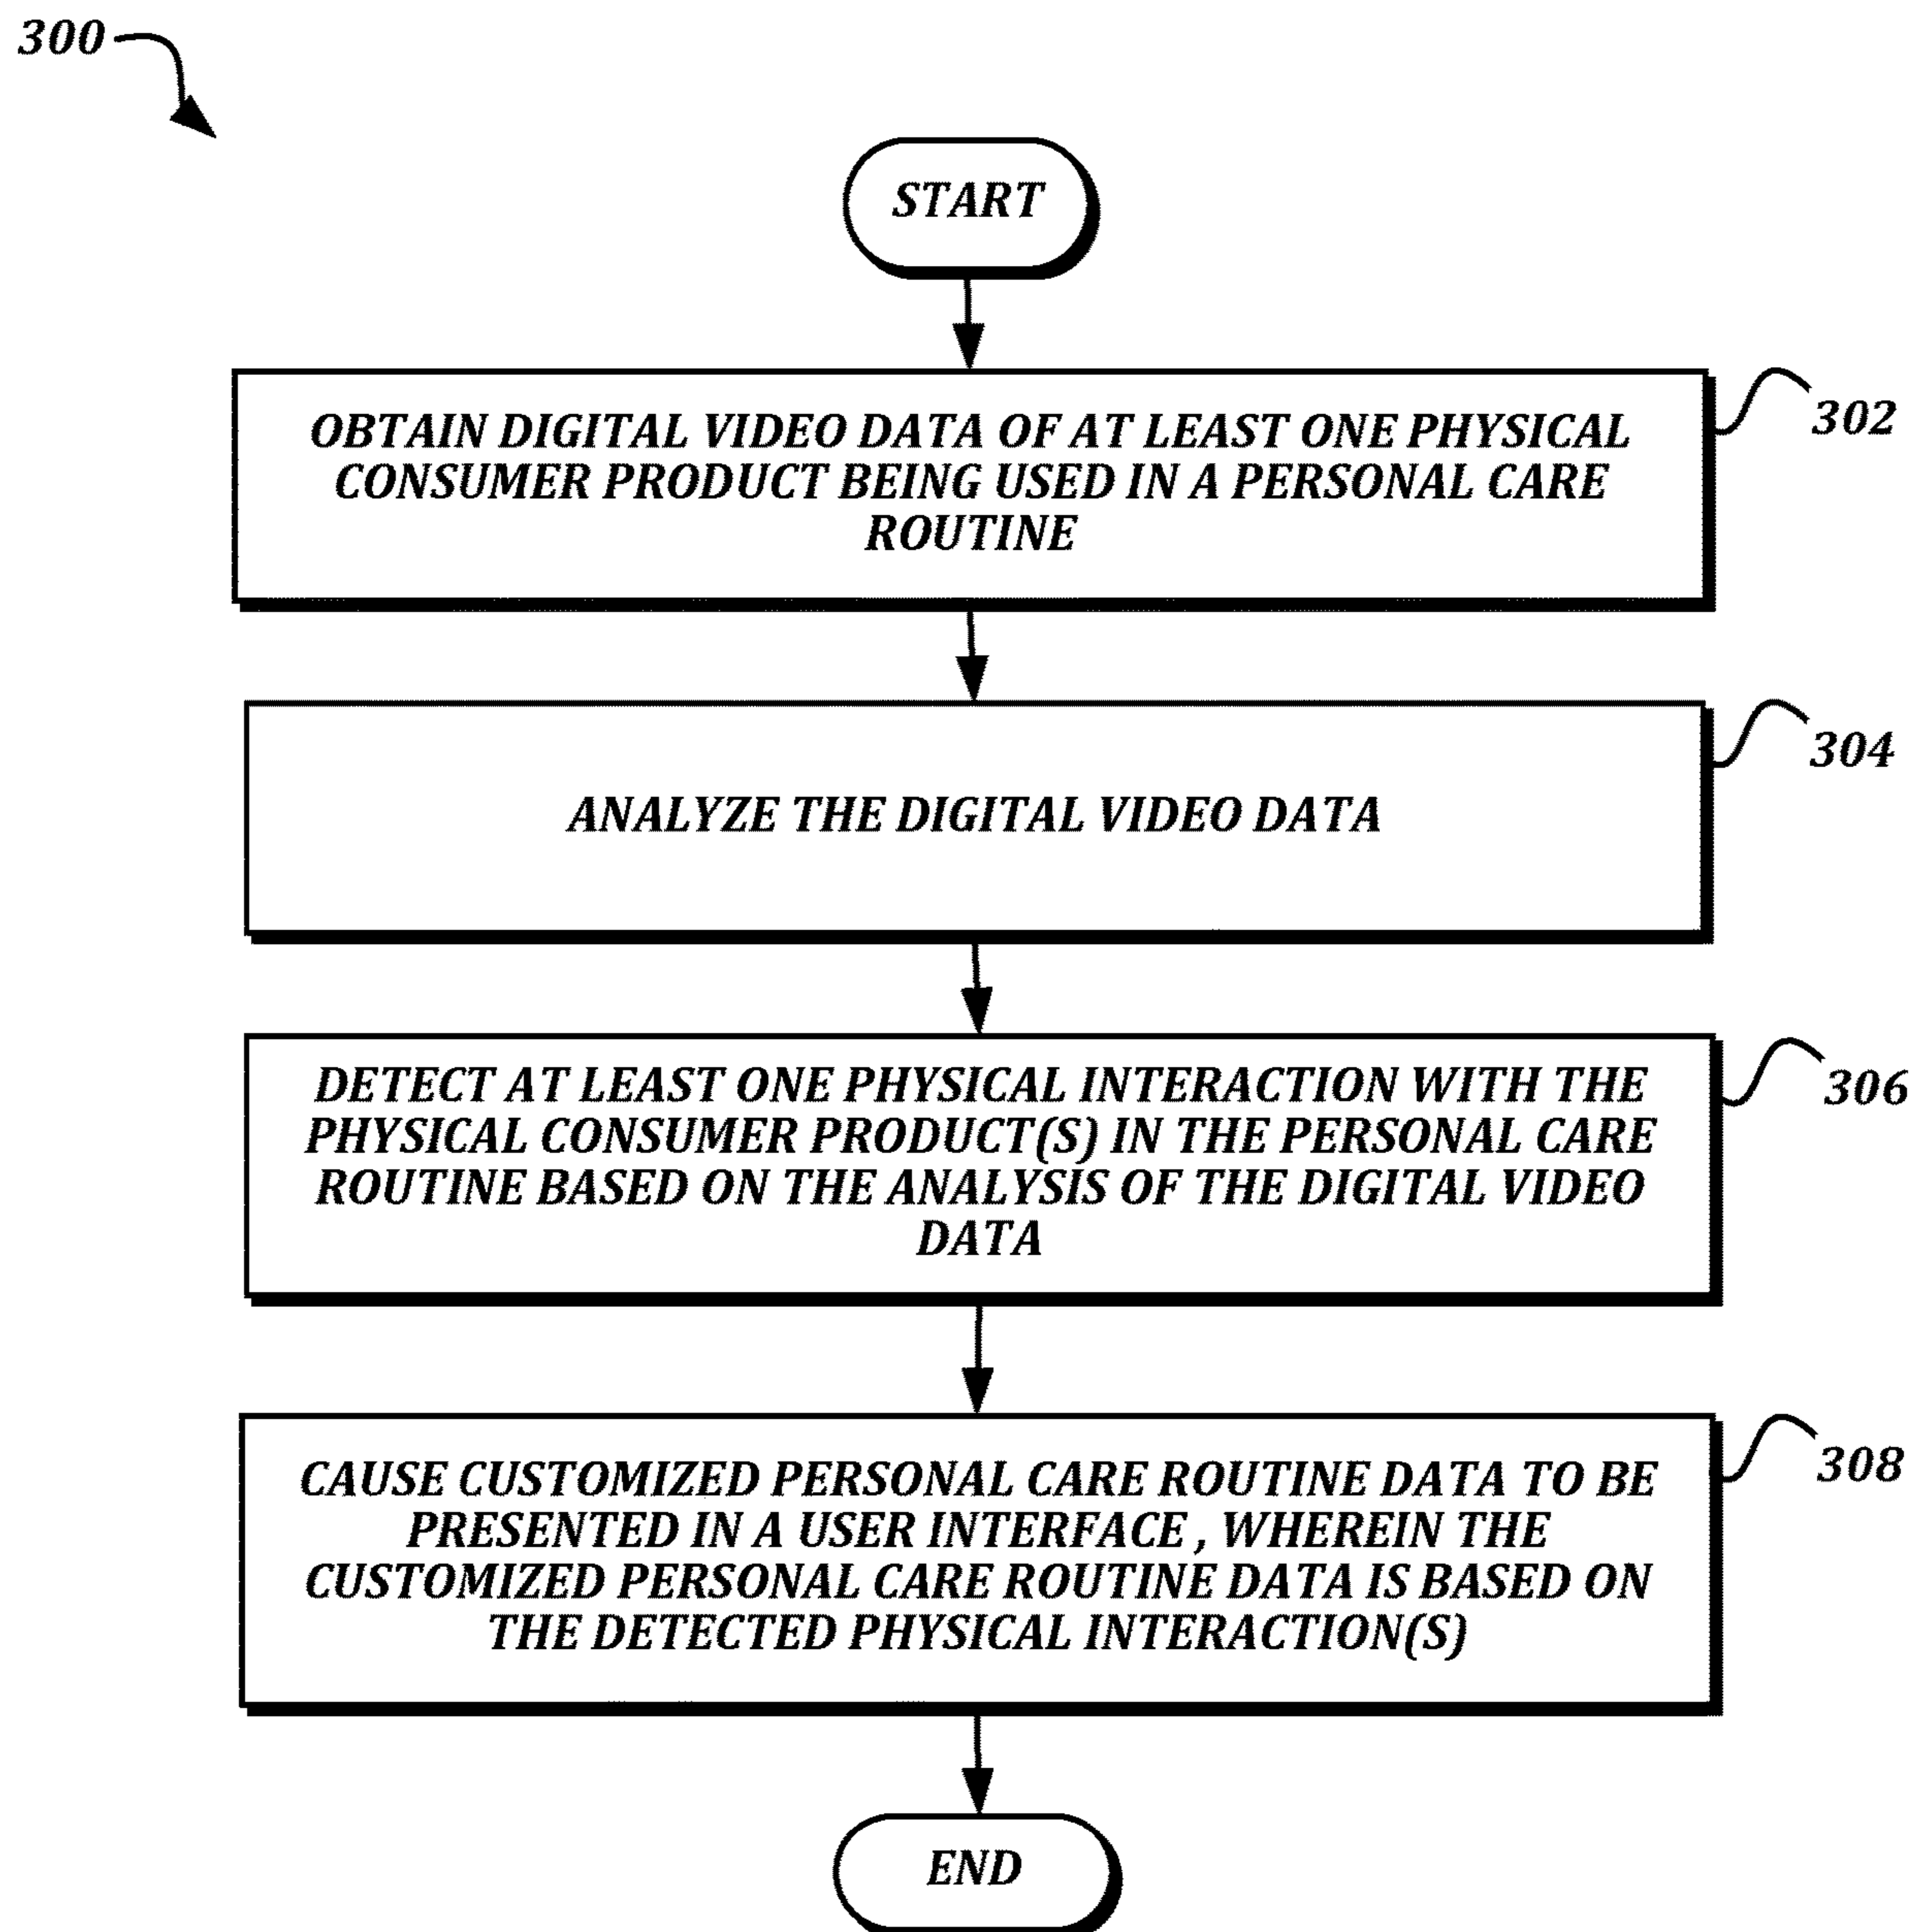 300
START
OBTAIN DIGITAL VIDEO DATA OF AT LEAST ONE PHYSICAL
CONSUMER PRODUCT BEING USED IN A PERSONAL CARE
ROUTINE
302
ANALYZE THE DIGITAL VIDEO DATA
304
DETECT AT LEAST ONE PHYSICAL INTERACTION WITH THE
PHYSICAL CONSUMER PRODUCT(S) IN THE PERSONAL CARE
ROUTINE BASED ON THE ANALYSIS OF THE DIGITAL VIDEO
DATA
306
CAUSE CUSTOMIZED PERSONAL CARE ROUTINE DATA TO BE
PRESENTED IN A USER INTERFACE , WHEREIN THE
CUSTOMIZED PERSONAL CARE ROUTINE DATA IS BASED ON
THE DETECTED PHYSICAL INTERACTION(S)
308
END